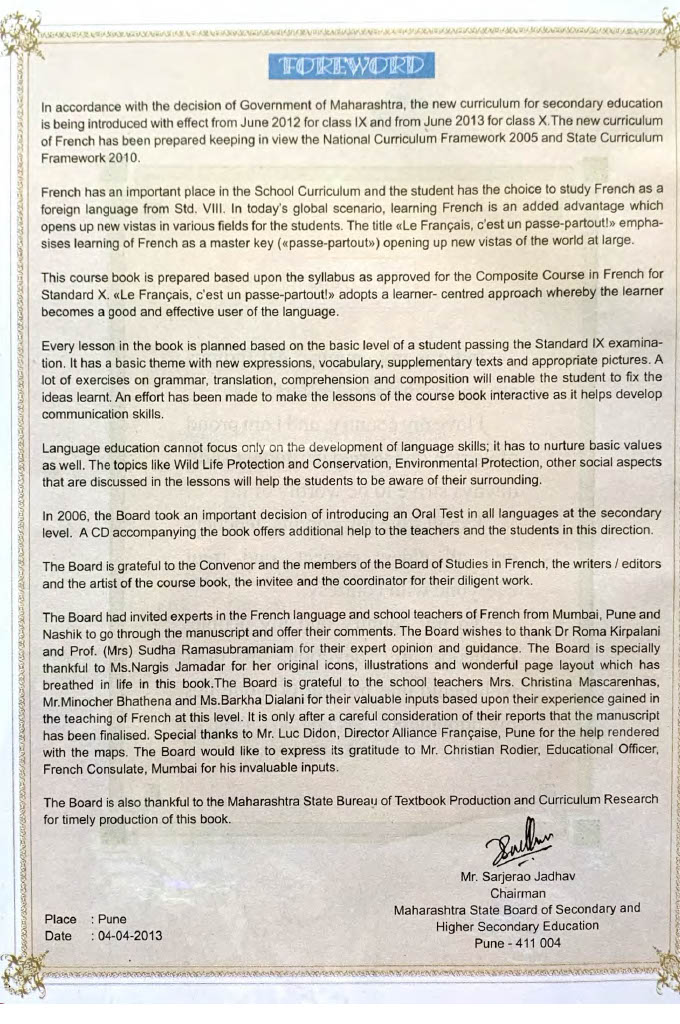 FOREWORD
In accordance with the decision of Government of Maharashtra, the new curriculum for secondary education
is being introduced with effect from June 2012 for class IX and from June 2013 for class X.The new curriculum
of French has been prepared keeping in view the National Curriculum Framework 2005 and State Curriculum
Framework 2010.
French has an important place in the School Curriculum and the student has the choice to study French as a
foreign language from Std. VIII. In today's global scenario, learning French is an added advantage which
opens up new vistas in various fields for the students. The title «Le Français, c'est un passe-partout!» empha-
sises learning of French as a master key («passe-partout») opening up new vistas of the world at large.
This course book is prepared based upon the syllabus as approved for the Composite Course in French for
Standard X. «Le Français, c'est un passe-partout!» adopts a learner- centred approach whereby the learner
becomes a good and effective user of the language.
Every lesson in the book is planned based on the basic level of a student passing the Standard IX examina-
tion. It has a basic theme with new expressions, vocabulary, supplementary texts and appropriate pictures. A
lot of exercises on grammar, translation, comprehension and composition will enable the student to fix the
ideas learnt. An effort has been made to make the lessons of the course book interactive as it helps develop
communication skills.
Language education cannot focus only on the development of language skills; it has to nurture basic values
as well. The topics like Wild Life Protection and Conservation, Environmental Protection, other social aspects
that are discussed in the lessons will help the students to be aware of their surrounding.
In 2006, the Board took an important decision of introducing an Oral Test in all languages at the secondary
level. A CD accompanying the book offers additional help to the teachers and the students in this direction.
The Board is grateful to the Convenor and the members of the Board of Studies in French, the writers / editors
and the artist of the course book, the invitee and the coordinator for their diligent work.
The Board had invited experts in the French language and school teachers of French from Mumbai, Pune and
Nashik to go through the manuscript and offer their comments. The Board wishes to thank Dr Roma Kirpalani
and Prof. (Mrs) Sudha Ramasubramaniam for their expert opinion and guidance. The Board is specially
thankful to Ms.Nargis Jamadar for her original icons, illustrations and wonderful page layout which has
breathed in life in this book.The Board is grateful to the school teachers Mrs. Christina Mascarenhas,
Mr.Minocher Bhathena and Ms.Barkha Dialani for their valuable inputs based upon their experience gained in
the teaching of French at this level. It is only after a careful consideration of their reports that the manuscript
has been finalised. Special thanks to Mr. Luc Didon, Director Alliance Française, Pune for the help rendered
with the maps. The Board would like to express its gratitude to Mr. Christian Rodier, Educational Officer,
French Consulate, Mumbai for his invaluable inputs.
The Board is also thankful to the Maharashtra State Bureau of Textbook Production and Curriculum Research
for timely production of this book.
Mr. Sarjerao Jadhav
Chairman
Maharashtra State Board of Secondary and
Higher Secondary Education
Pune - 411 004
Place : Pune
Date : 04-04-2013